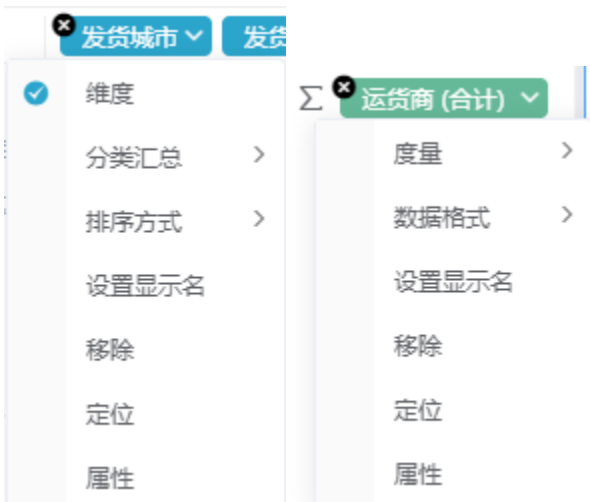 发货城市
发货
维度
分类汇总
排序方式
设置显示名
移除
定位
属性
Σ 运货商 (合计)
度量
数据格式
设置显示名
移除
定位
属性